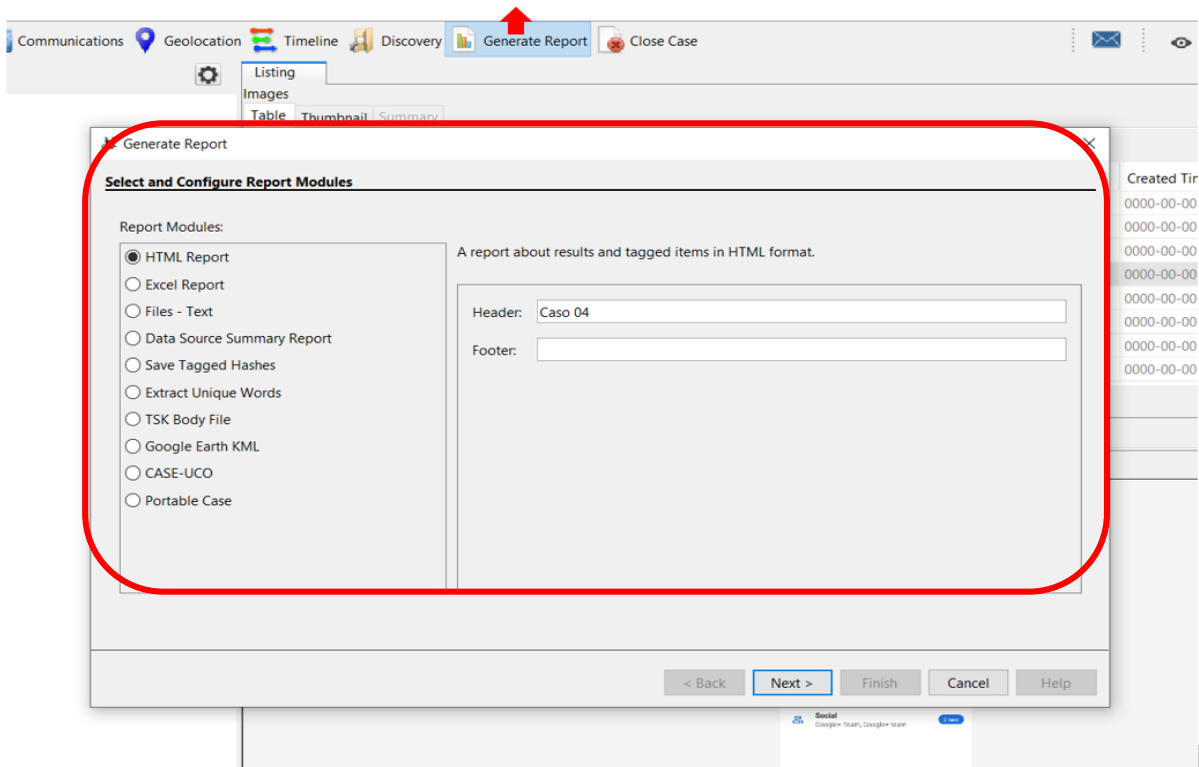 Communications Geolocation Timeline Discovery Generate Report Close Case
Listing
Images
Table Thumbnail Summary
Generate Report
Select and Configure Report Modules
Created Tir
0000-00-00
0000-00-00
0000-00-00
0000-00-00
0000-00-00
0000-00-00
0000-00-00
0000-00-00
Report Modules:
HTML Report
Excel Report
Files - Text
Data Source Summary Report
Save Tagged Hashes
Extract Unique Words
TSK Body File
Google Earth KML
CASE-UCO
Portable Case
A report about results and tagged items in HTML format.
Header: Caso 04
Footer:
< Back Next > Finish Cancel Help
Social
Google+ Team, Google+ team
2 new